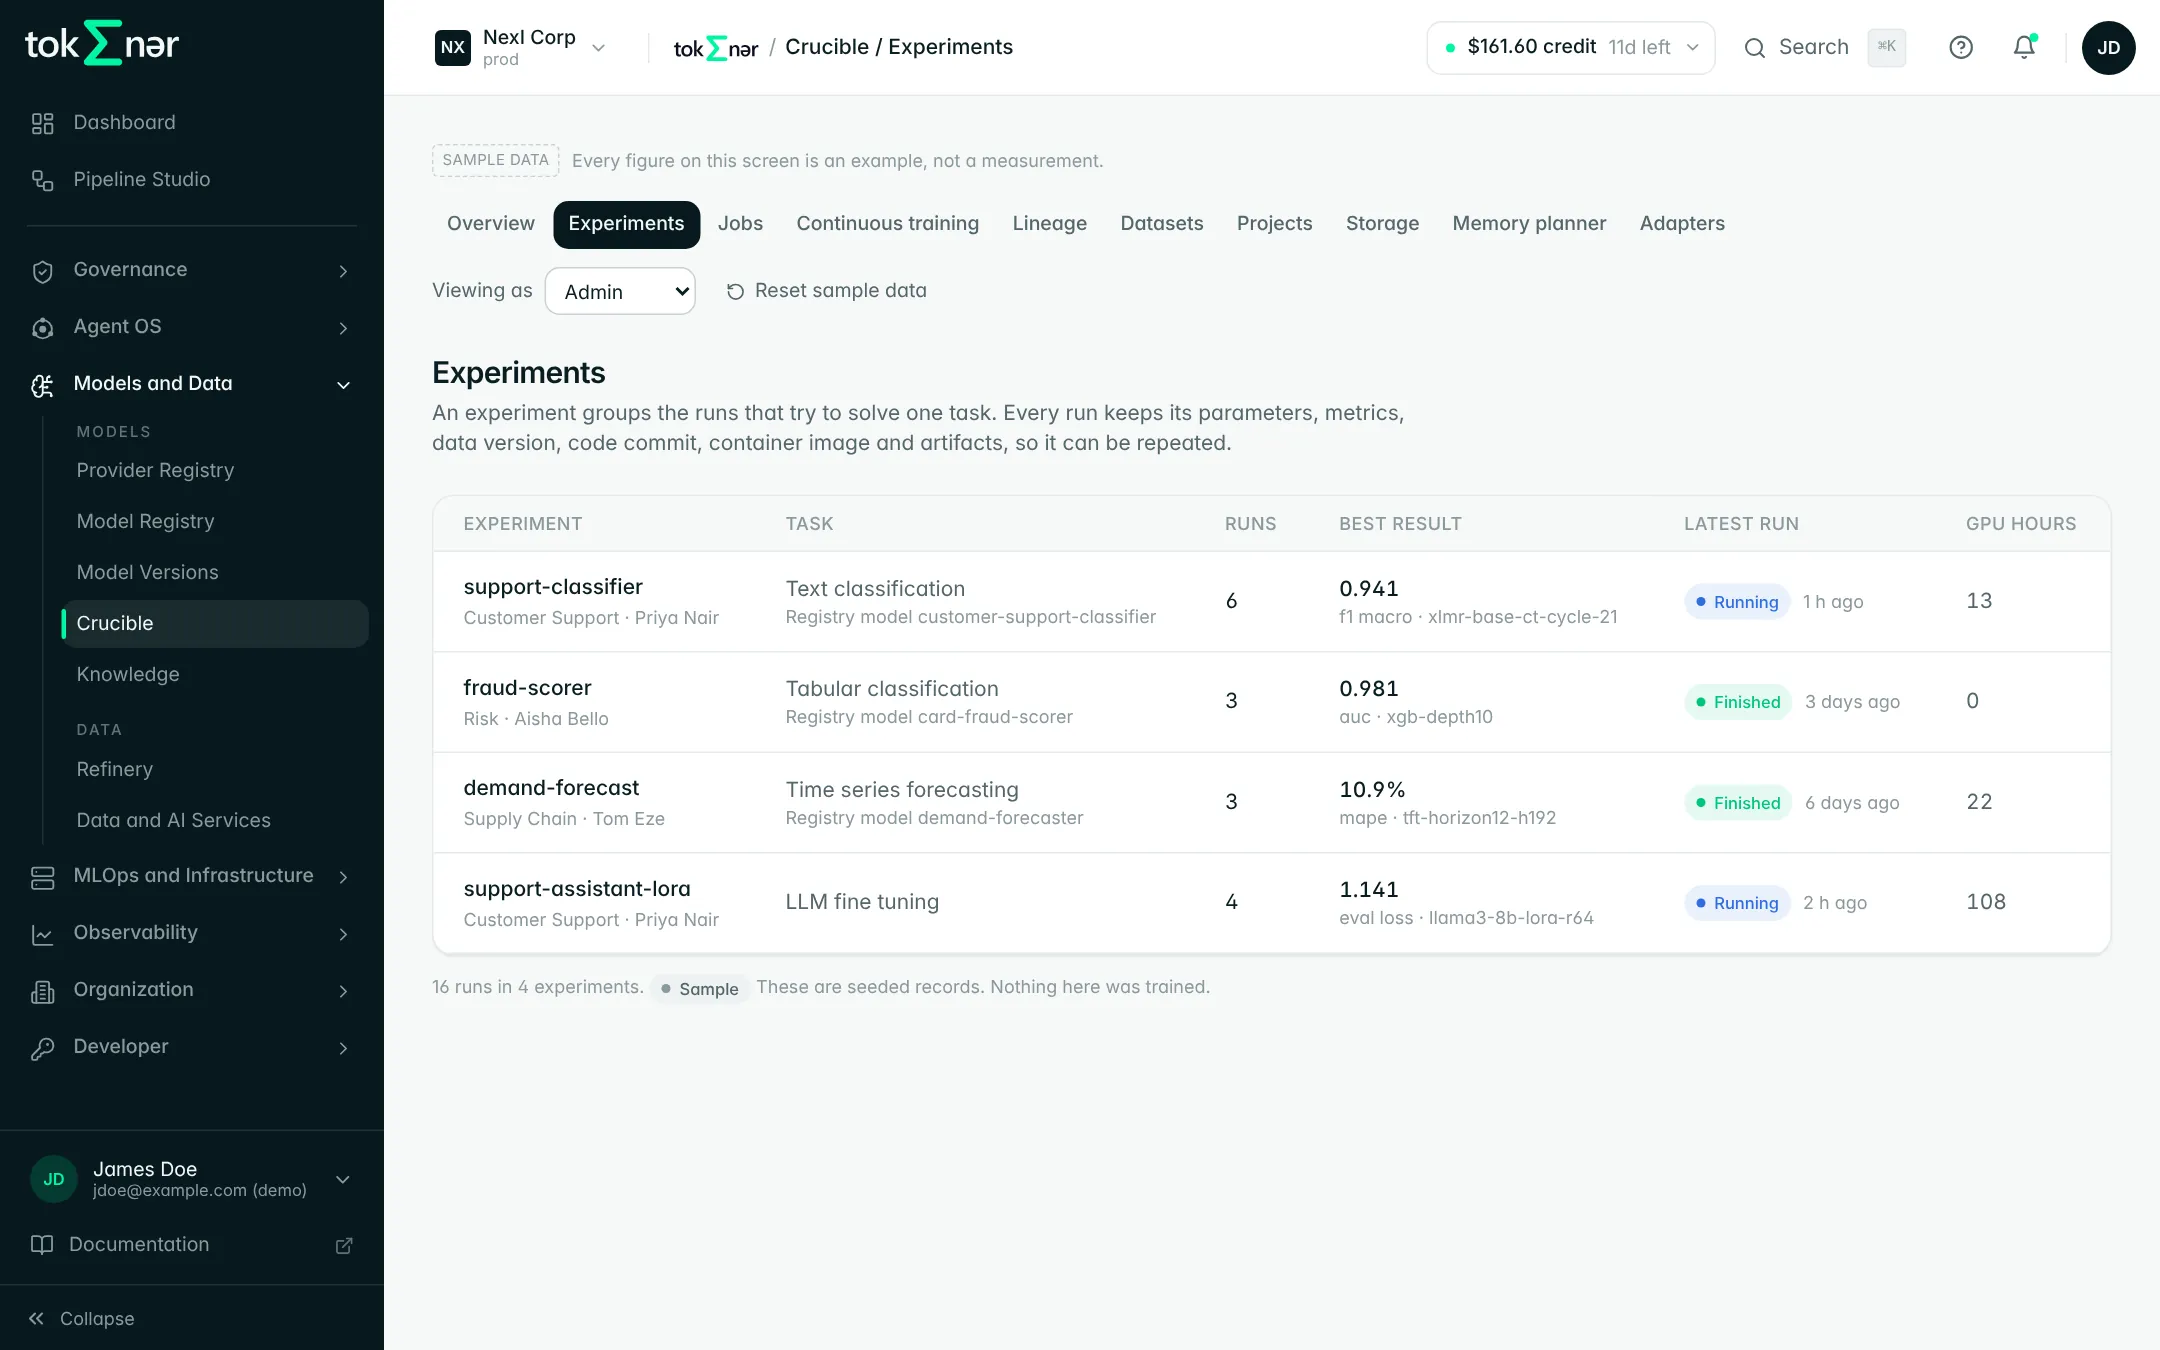 tokΣnər
Dashboard
Pipeline Studio
Governance
Agent OS
Models and Data
MODELS
Provider Registry
Model Registry
Model Versions
Crucible
Knowledge
DATA
Refinery
Data and AI Services
MLOps and Infrastructure
Observability
Organization
Developer
JD
James Doe
jdoe@example.com (demo)
Documentation
Collapse
NX
Nexl Corp
prod
tokΣnər / Crucible / Experiments
$161.60 credit 11d left
Search ⌘K
JD
SAMPLE DATA Every figure on this screen is an example, not a measurement.
Overview Experiments Jobs Continuous training Lineage Datasets Projects Storage Memory planner Adapters
Viewing as Admin Reset sample data
Experiments
An experiment groups the runs that try to solve one task. Every run keeps its parameters, metrics,
data version, code commit, container image and artifacts, so it can be repeated.
EXPERIMENT TASK RUNS BEST RESULT LATEST RUN GPU HOURS
support-classifier Text classification 6 0.941 Running 1 h ago 13
Customer Support · Priya Nair Registry model customer-support-classifier f1 macro · xlmr-base-ct-cycle-21
fraud-scorer Tabular classification 3 0.981 Finished 3 days ago 0
Risk · Aisha Bello Registry model card-fraud-scorer auc · xgb-depth10
demand-forecast Time series forecasting 3 10.9% Finished 6 days ago 22
Supply Chain · Tom Eze Registry model demand-forecaster mape · tft-horizon12-h192
support-assistant-lora LLM fine tuning 4 1.141 Running 2 h ago 108
Customer Support · Priya Nair eval loss · llama3-8b-lora-r64
16 runs in 4 experiments. Sample These are seeded records. Nothing here was trained.